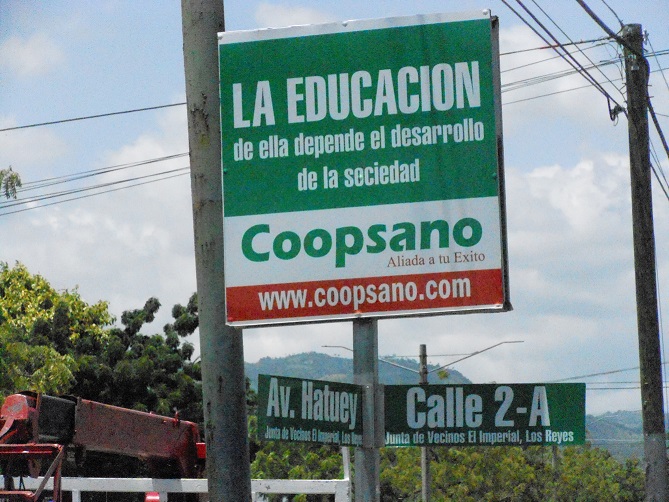 LA EDUCACION
de ella depende el desarrollo
de la sociedad
Coopsano
Aliada a tu Exito
www.coopsano.com
Av. Hatuey
Junta de Vecinos El Imperial, Los Reyes
Calle 2-A
Junta de Vecinos El Imperial, Los Reyes